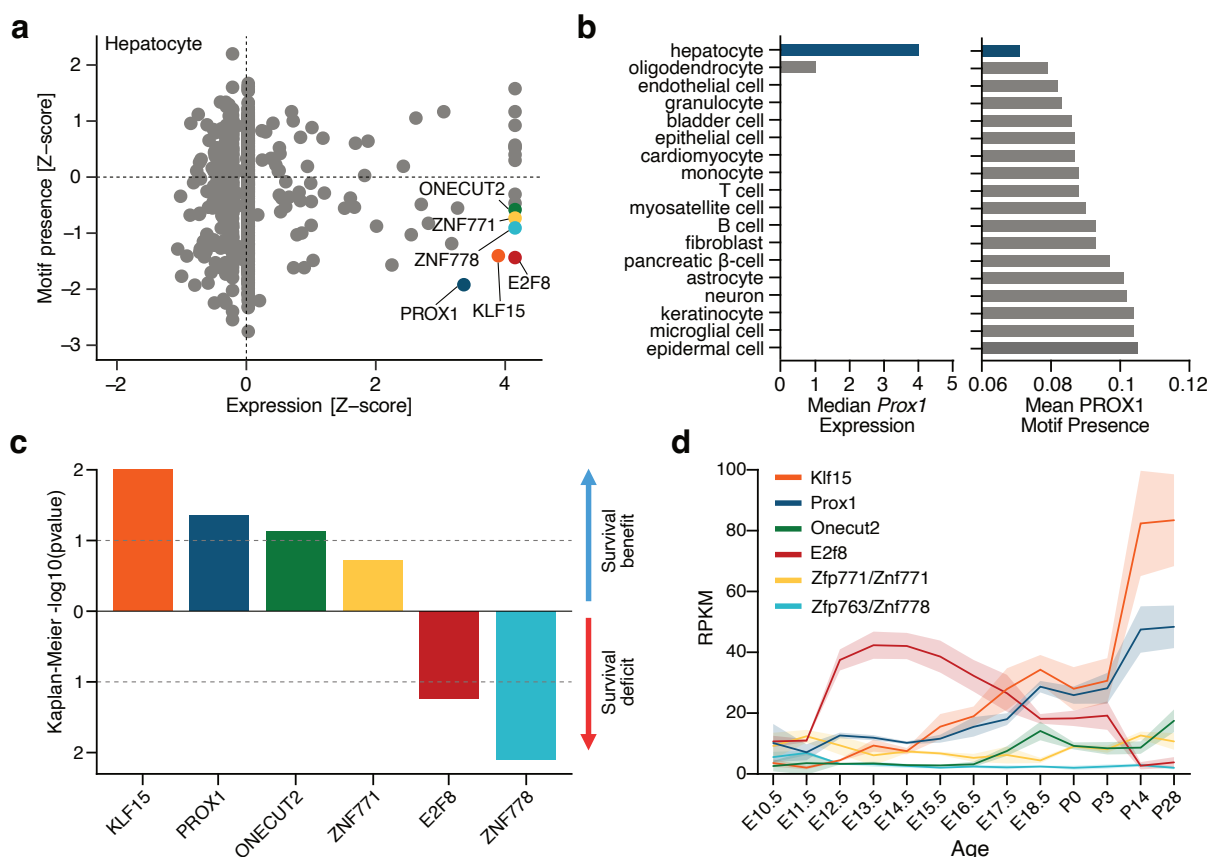 a
Hepatocyte
Motif presence [Z−score]
2
1
0
−1
−2
−3
−2
0
2
4
Expression [Z−score]
ONECUT2
ZNF771
ZNF778
E2F8
KLF15
PROX1
b
hepatocyte
oligodendrocyte
endothelial cell
granulocyte
bladder cell
epithelial cell
cardiomyocyte
monocyte
T cell
myosatellite cell
B cell
fibroblast
pancreatic β-cell
astrocyte
neuron
keratinocyte
microglial cell
epidermal cell
0 1 2 3 4 5
Median Prox1
Expression
0.06 0.08 0.1 0.12
Mean PROX1
Motif Presence
c
Kaplan-Meier -log10(pvalue)
2
1
0
1
2
KLF15
PROX1
ONECUT2
ZNF771
E2F8
ZNF778
Survival
benefit
Survival
deficit
d
RPKM
100
80
60
40
20
0
Klf15
Prox1
Onecut2
E2f8
Zfp771/Znf771
Zfp763/Znf778
E10.5
E11.5
E12.5
E13.5
E14.5
E15.5
E16.5
E17.5
E18.5
P0
P3
P14
P28
Age